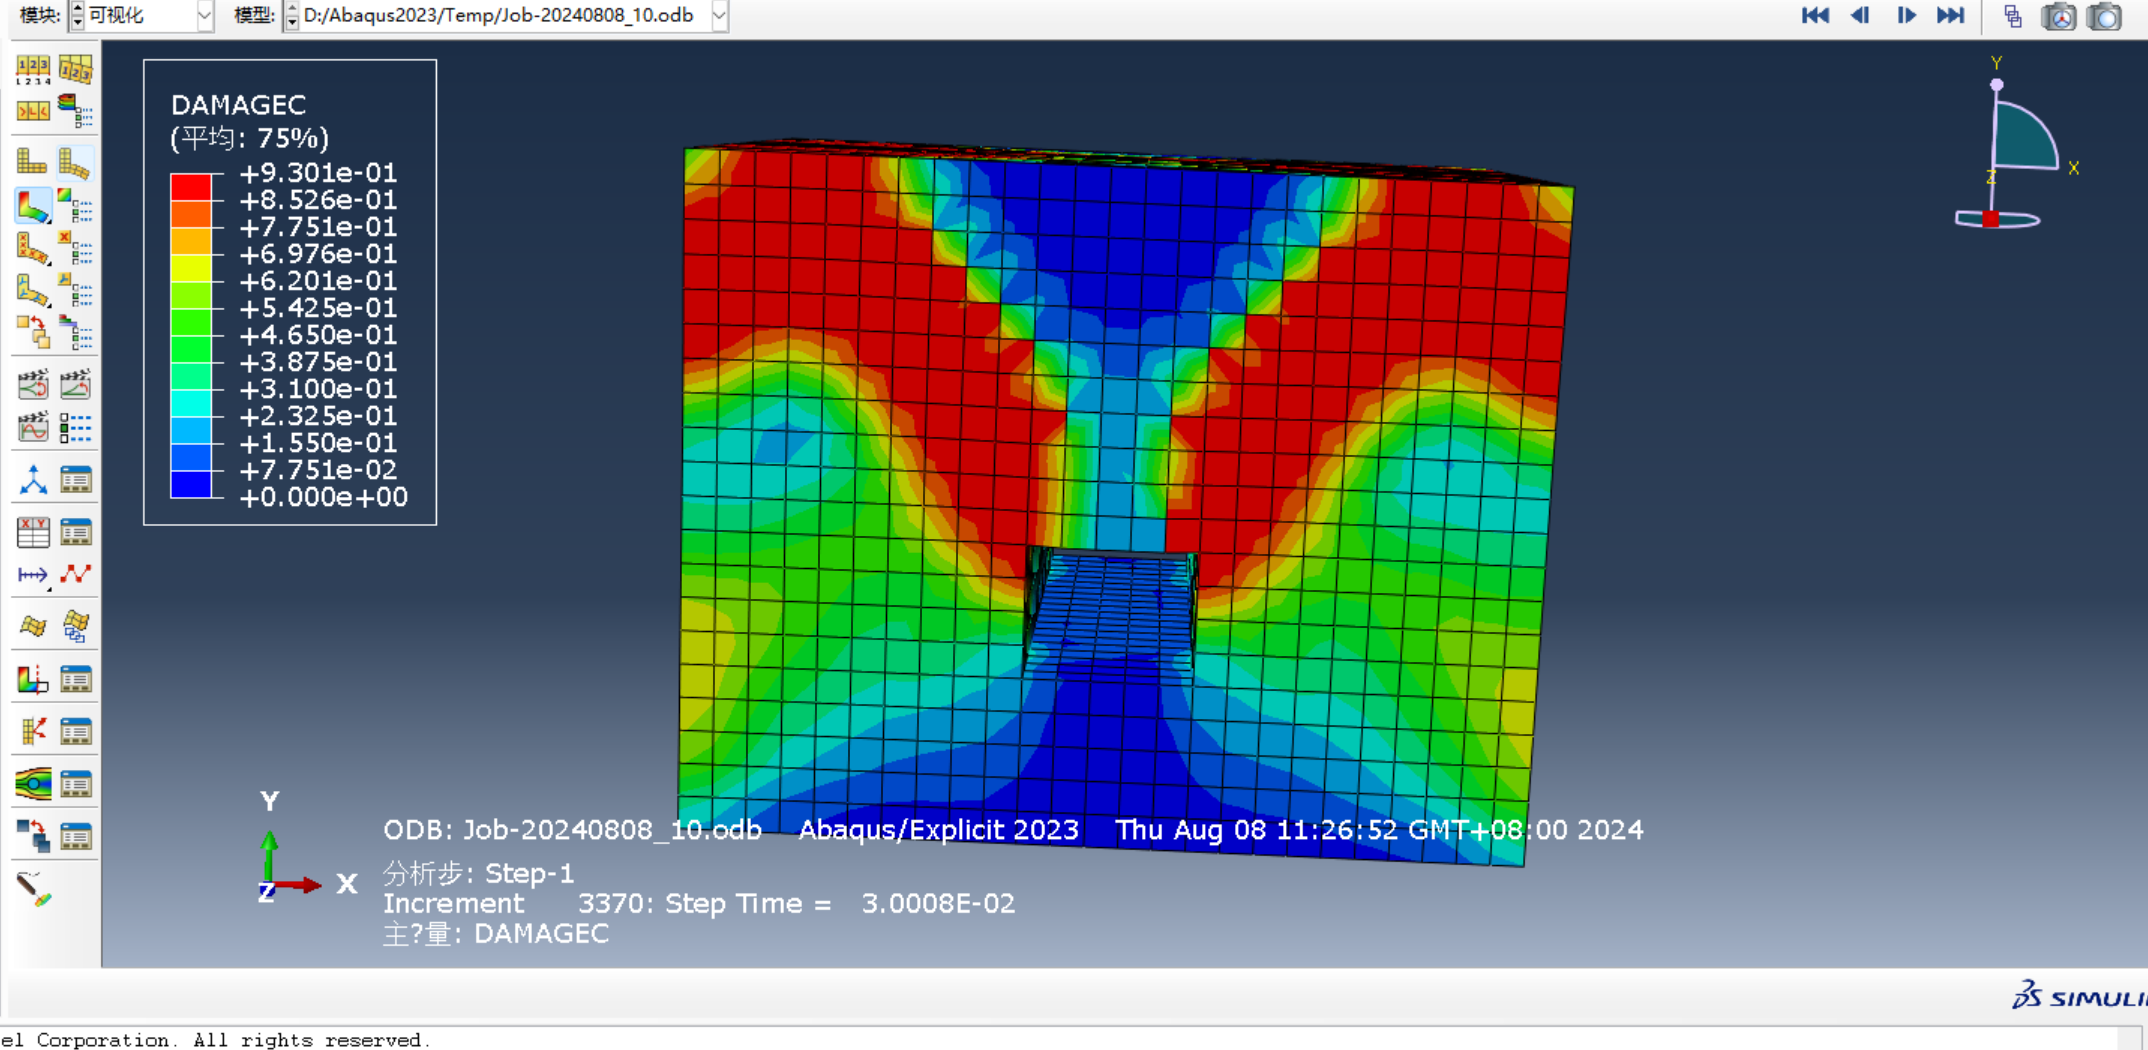 模块: 可视化 模型: D:/Abaqus2023/Temp/Job-20240808_10.odb
DAMAGEC
(平均: 75%)
+9.301e-01
+8.526e-01
+7.751e-01
+6.976e-01
+6.201e-01
+5.425e-01
+4.650e-01
+3.875e-01
+3.100e-01
+2.325e-01
+1.550e-01
+7.751e-02
+0.000e+00
Y
X
Z
Y
X
Z
ODB: Job-20240808_10.odb Abaqus/Explicit 2023 Thu Aug 08 11:26:52 GMT+08:00 2024
分析步: Step-1
Increment 3370: Step Time = 3.0008E-02
主?量: DAMAGEC
SIMULI
el Corporation. All rights reserved.